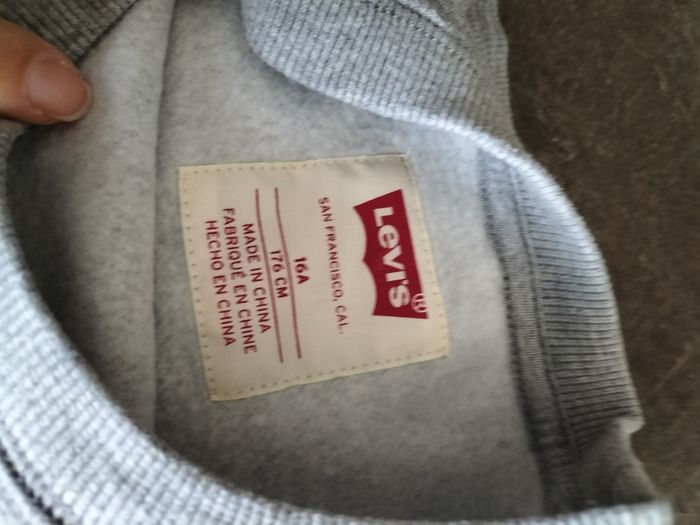 Levi's ®
SAN FRANCISCO, CAL.
16A
176 CM
MADE IN CHINA
FABRIQUÉ EN CHINE
HECHO EN CHINA